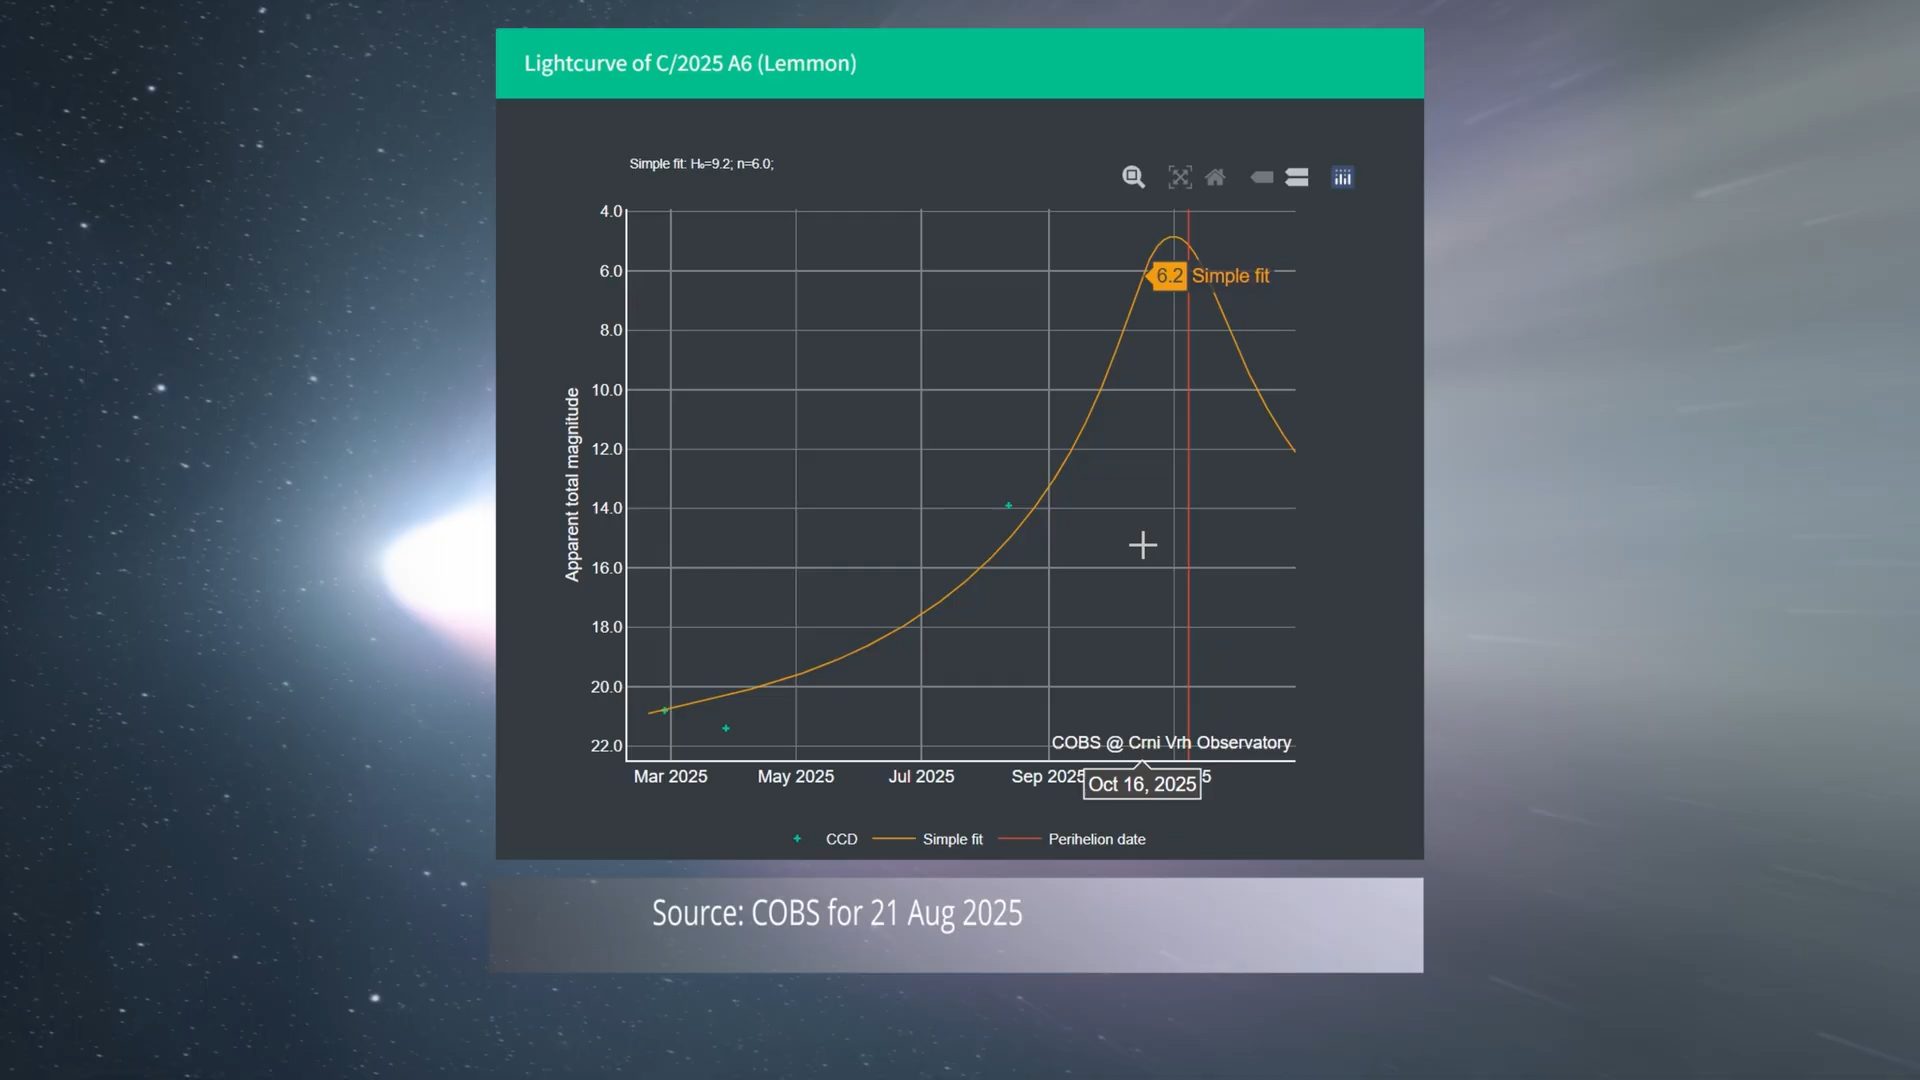 Lightcurve of C/2025 A6 (Lemmon)
Simple fit: H₀=9.2; n=6.0;
4.0
6.0
6.2 Simple fit
8.0
10.0
12.0
14.0
16.0
18.0
20.0
22.0
Apparent total magnitude
COBS @ Crni Vrh Observatory
Mar 2025 May 2025 Jul 2025 Sep 2025 5
Oct 16, 2025
CCD Simple fit Perihelion date
Source: COBS for 21 Aug 2025